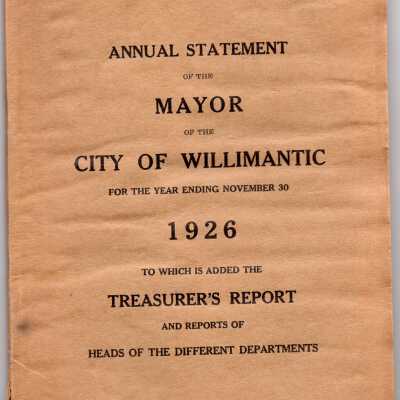 ANNUAL STATEMENT
OF THE
MAYOR
OF THE
CITY OF WILLIMANTIC
FOR THE YEAR ENDING NOVEMBER 30
1926
TO WHICH IS ADDED THE
TREASURER'S REPORT
AND REPORTS OF
HEADS OF THE DIFFERENT DEPARTMENTS